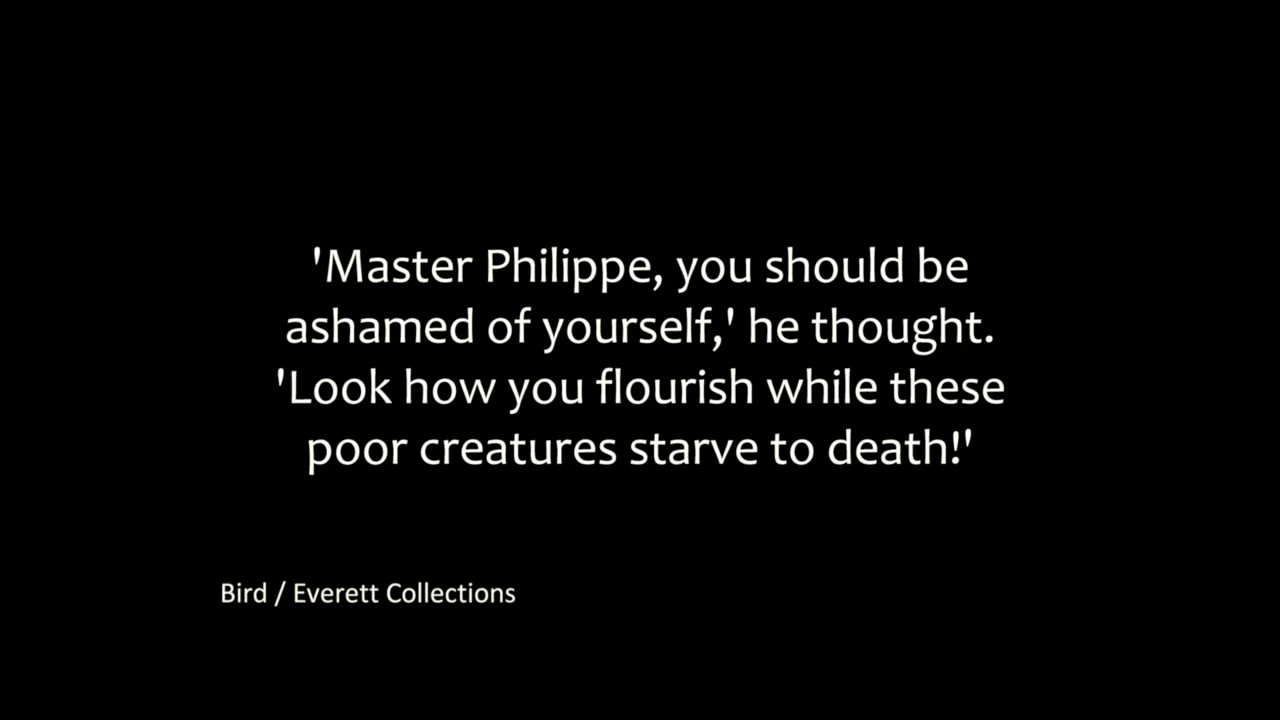 'Master Philippe, you should be
ashamed of yourself,' he thought.
'Look how you flourish while these
poor creatures starve to death!'
Bird / Everett Collections